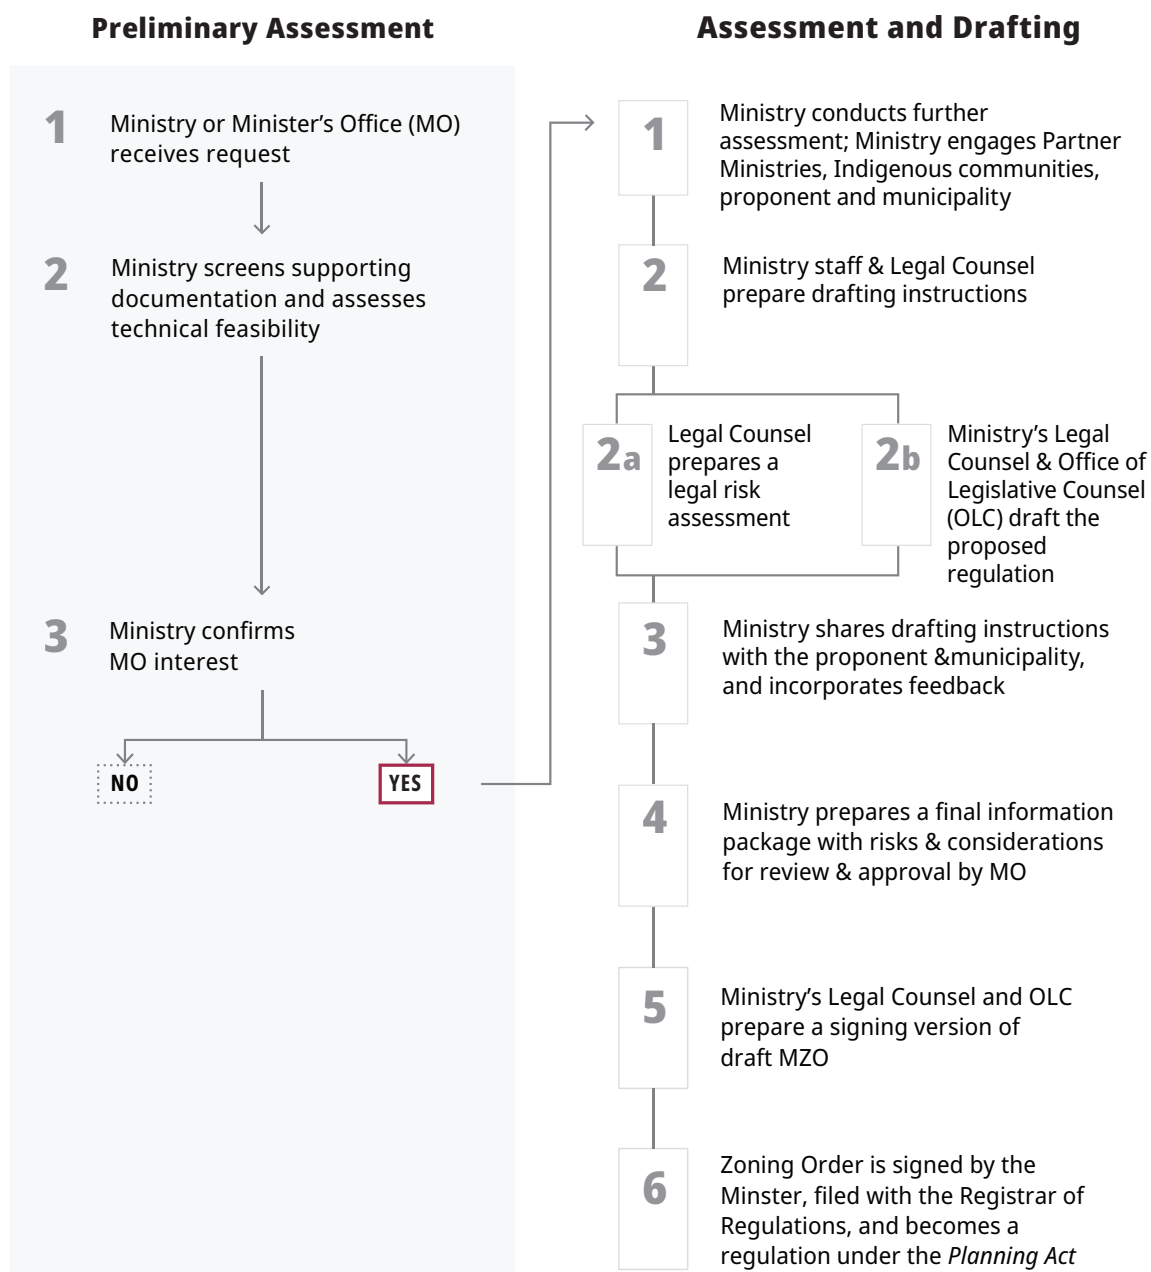 Preliminary Assessment
1
Ministry or Minister’s Office (MO)
receives request
2
Ministry screens supporting
documentation and assesses
technical feasibility
3
Ministry confirms
MO interest
NO
YES
Assessment and Drafting
1
Ministry conducts further
assessment; Ministry engages Partner
Ministries, Indigenous communities,
proponent and municipality
2
Ministry staff & Legal Counsel
prepare drafting instructions
2a
Legal Counsel
prepares a
legal risk
assessment
2b
Ministry’s Legal
Counsel & Office of
Legislative Counsel
(OLC) draft the
proposed
regulation
3
Ministry shares drafting instructions
with the proponent &municipality,
and incorporates feedback
4
Ministry prepares a final information
package with risks & considerations
for review & approval by MO
5
Ministry’s Legal Counsel and OLC
prepare a signing version of
draft MZO
6
Zoning Order is signed by the
Minster, filed with the Registrar of
Regulations, and becomes a
regulation under the Planning Act